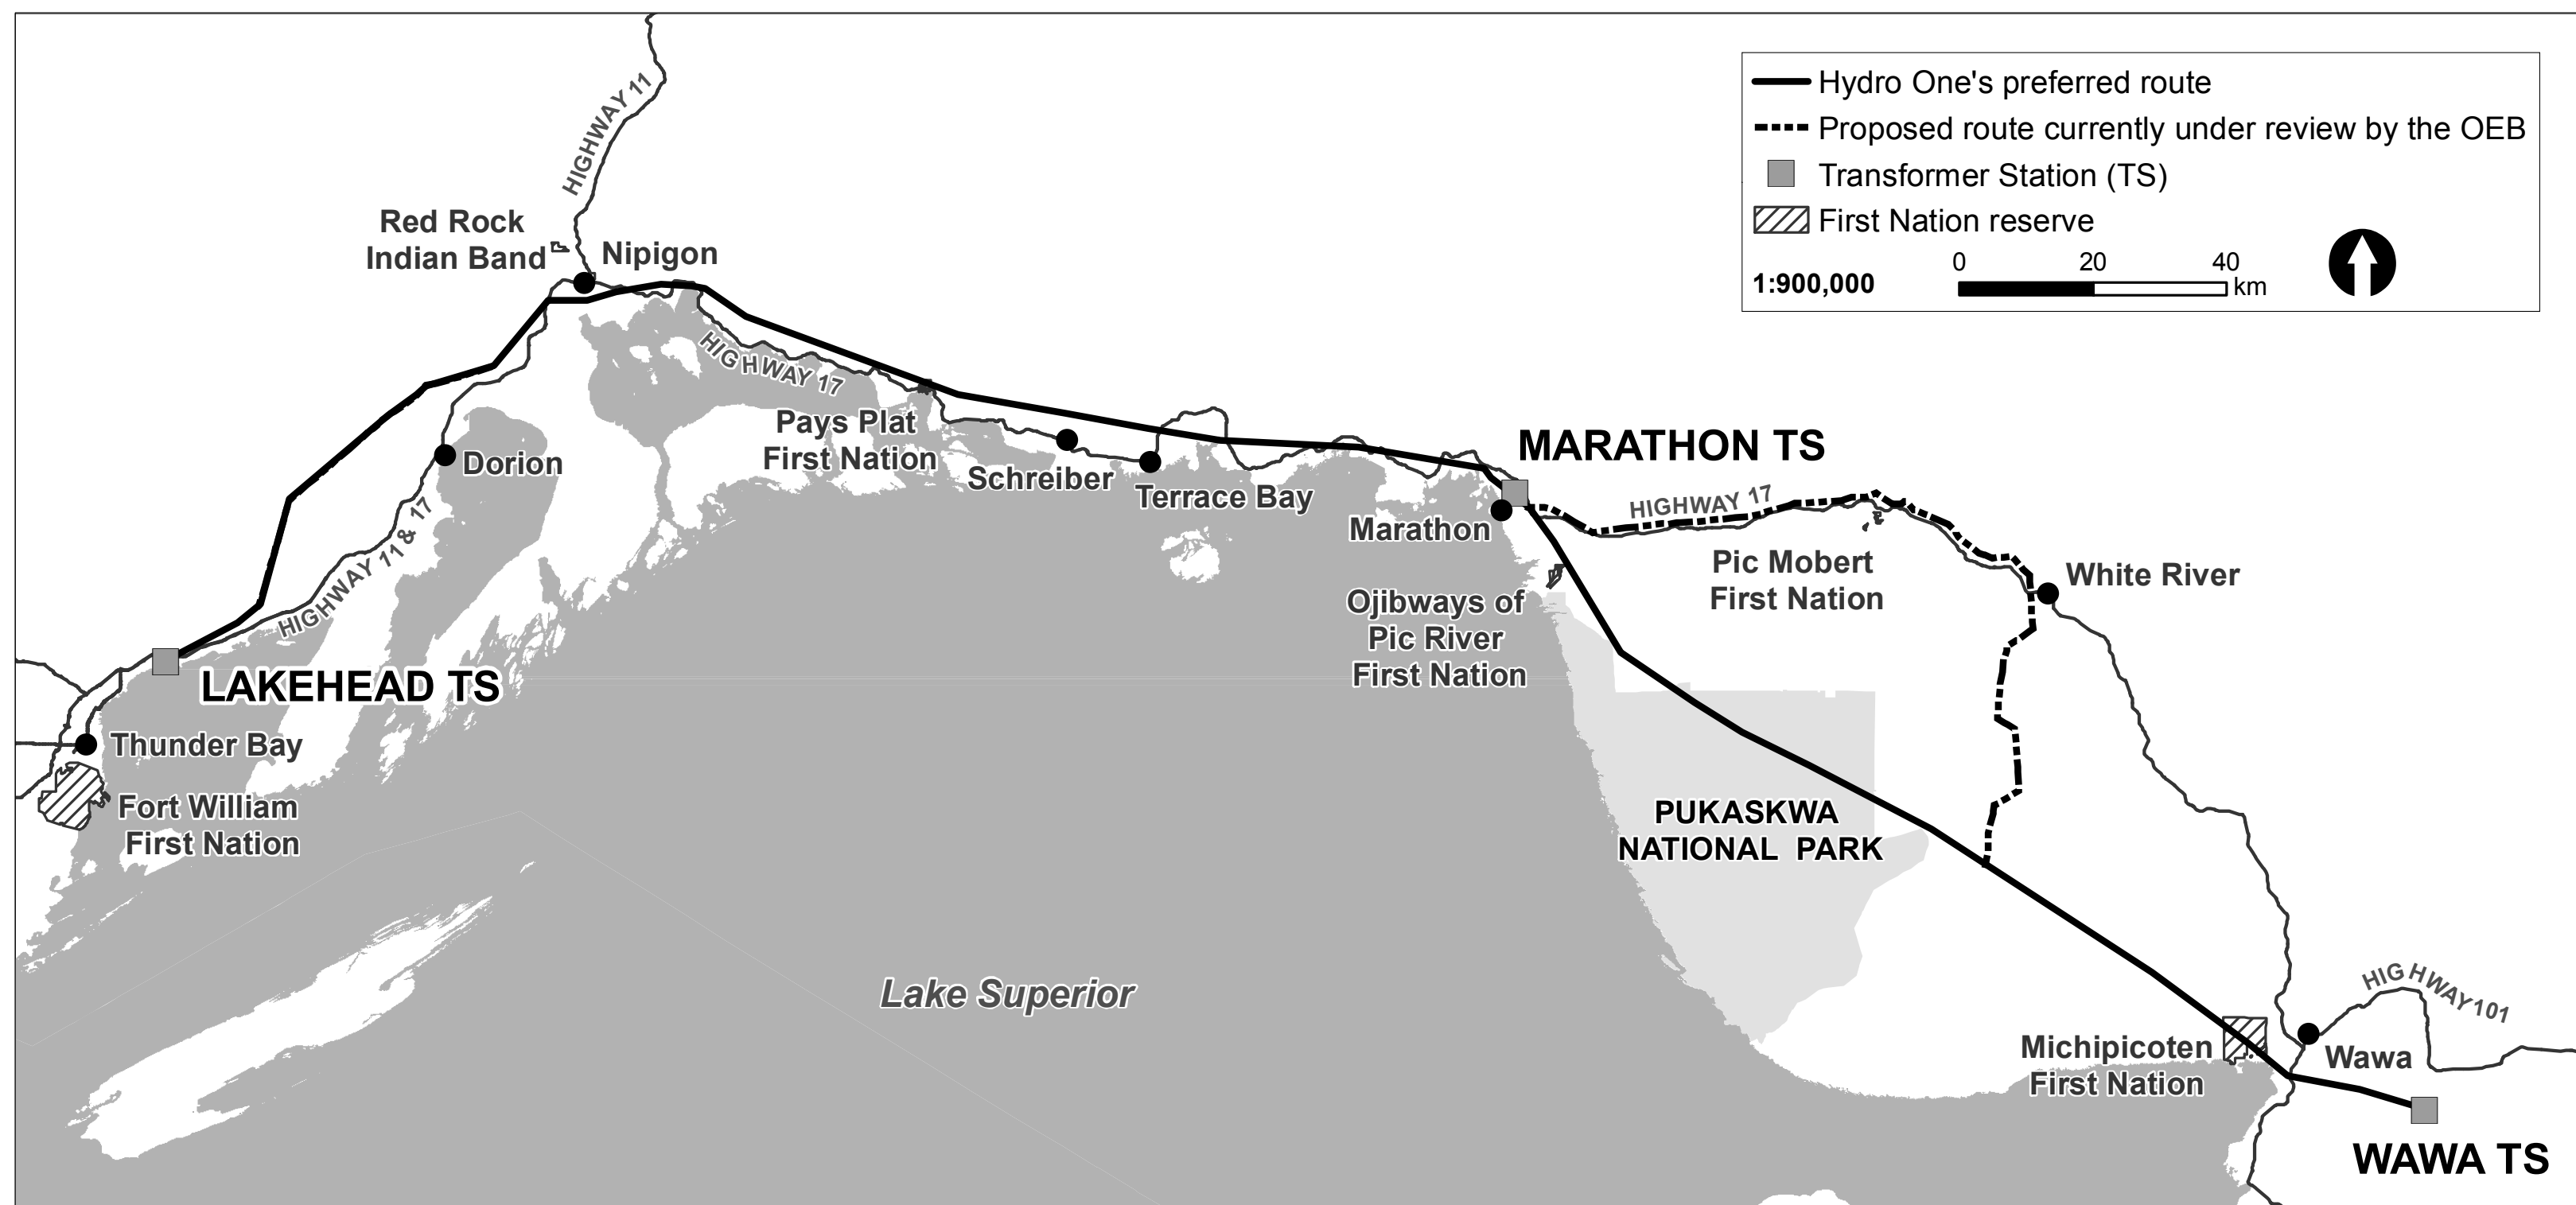 Hydro One's preferred route
Proposed route currently under review by the OEB
Transformer Station (TS)
First Nation reserve
0 20 40
1:900,000
km
HIGHWAY 11
Red Rock
Indian Band
Nipigon
HIGHWAY 17
Pays Plat
First Nation
Dorion
Schreiber
Terrace Bay
MARATHON TS
Marathon
HIGHWAY 17
Pic Mobert
First Nation
White River
HIGHWAY 11 & 17
Ojibways of
Pic River
First Nation
LAKEHEAD TS
Thunder Bay
Fort William
First Nation
PUKASKWA
NATIONAL PARK
Lake Superior
HIGHWAY 101
Michipicoten
First Nation
Wawa
WAWA TS